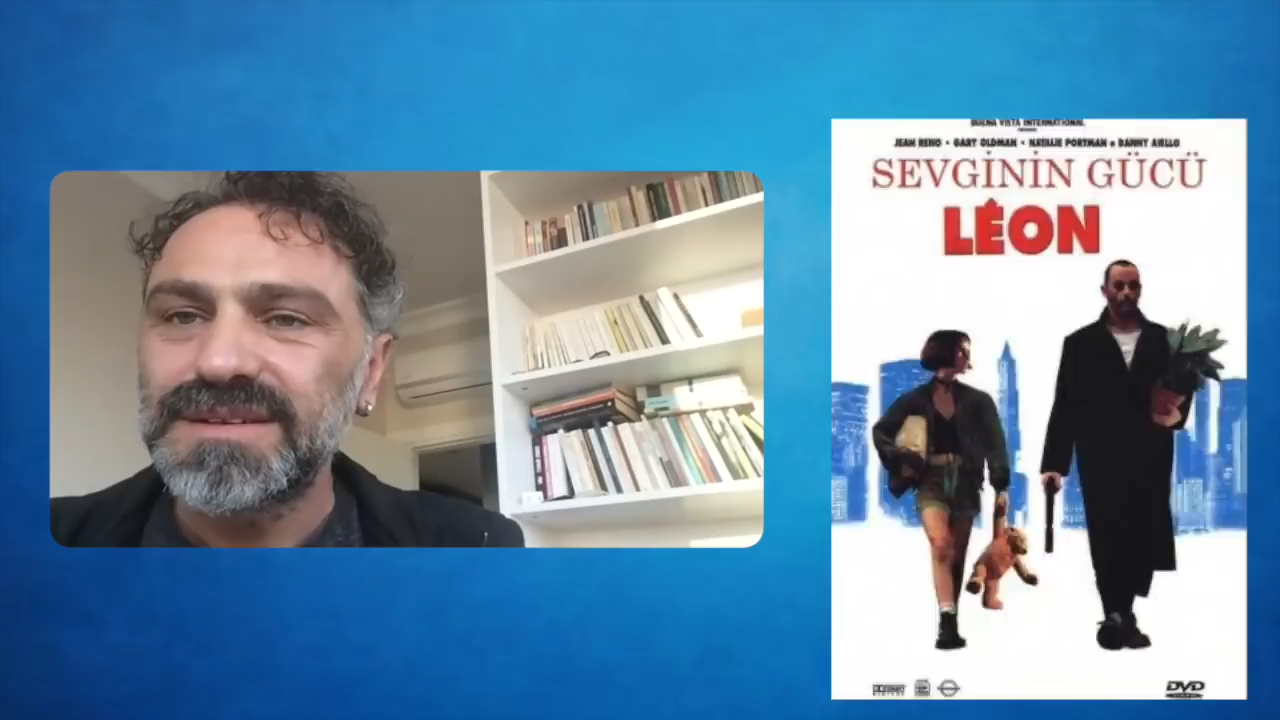 BUENA VISTA INTERNATIONAL
JEAN RENO • GARY OLDMAN • NATALIE PORTMAN • DANNY AIELLO
SEVGİNİN GÜCÜ
LÉON
DVD